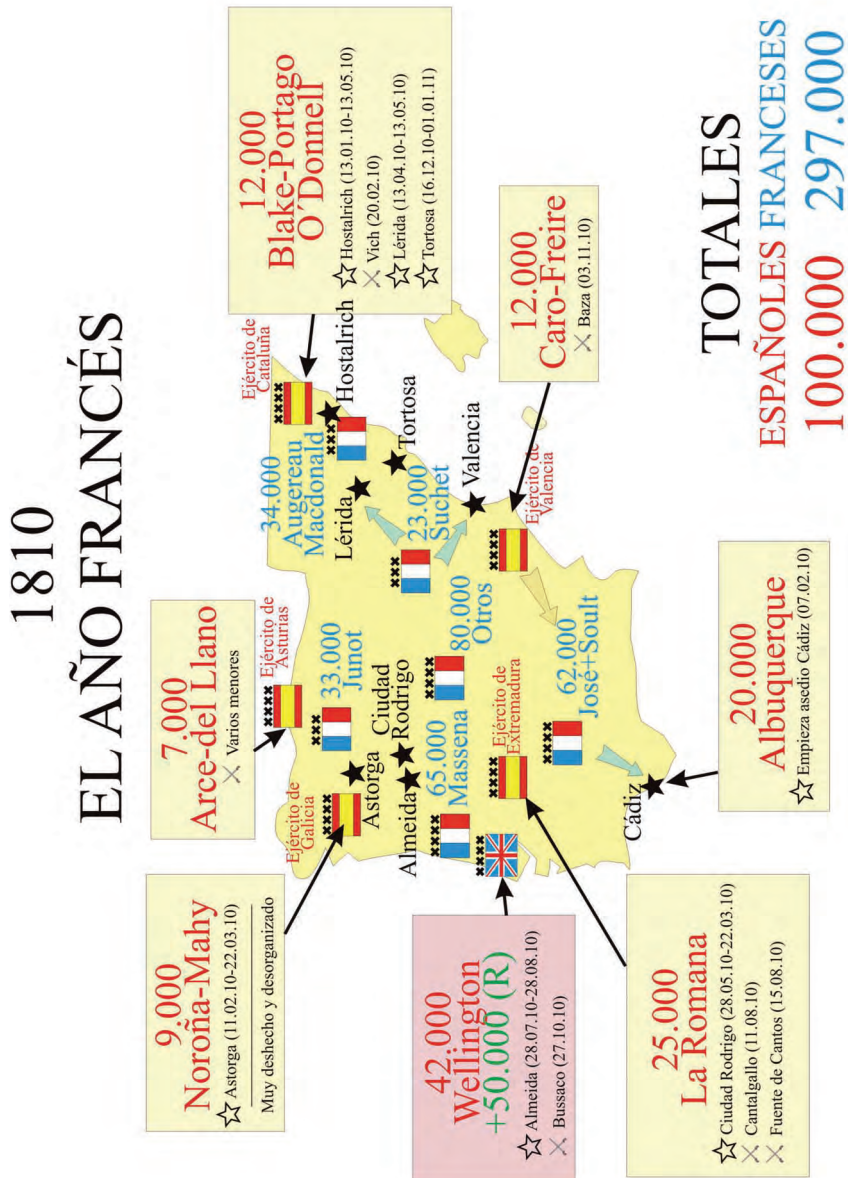 1810
EL AÑO FRANCÉS
9.000
Noroña-Mahy
Astorga (11.02.10-22.03.10)
Muy deshecho y desorganizado
7.000
Arce-del Llano
Varios menores
12.000
Blake-Portago
O´Donnell
Hostalrich (13.01.10-13.05.10)
Vich (20.02.10)
Lérida (13.04.10-13.05.10)
Tortosa (16.12.10-01.01.11)
Ejército de
Galicia
Ejército de
Asturias
Ejército de
Cataluña
33.000
Junot
34.000
Augereau
Macdonald
Hostalrich
Astorga
Ciudad
Rodrigo
Almeida
Lérida
Tortosa
65.000
Massena
80.000
Otros
23.000
Suchet
Valencia
Ejército de
Extremadura
Ejército de
Valencia
62.000
José+Soult
Cádiz
42.000
Wellington
+50.000 (R)
Almeida (28.07.10-28.08.10)
Bussaco (27.10.10)
12.000
Caro-Freire
Baza (03.11.10)
25.000
La Romana
Ciudad Rodrigo (28.05.10-22.03.10)
Cantalgallo (11.08.10)
Fuente de Cantos (15.08.10)
20.000
Albuquerque
Empieza asedio Cádiz (07.02.10)
TOTALES
ESPAÑOLES FRANCESES
100.000 297.000